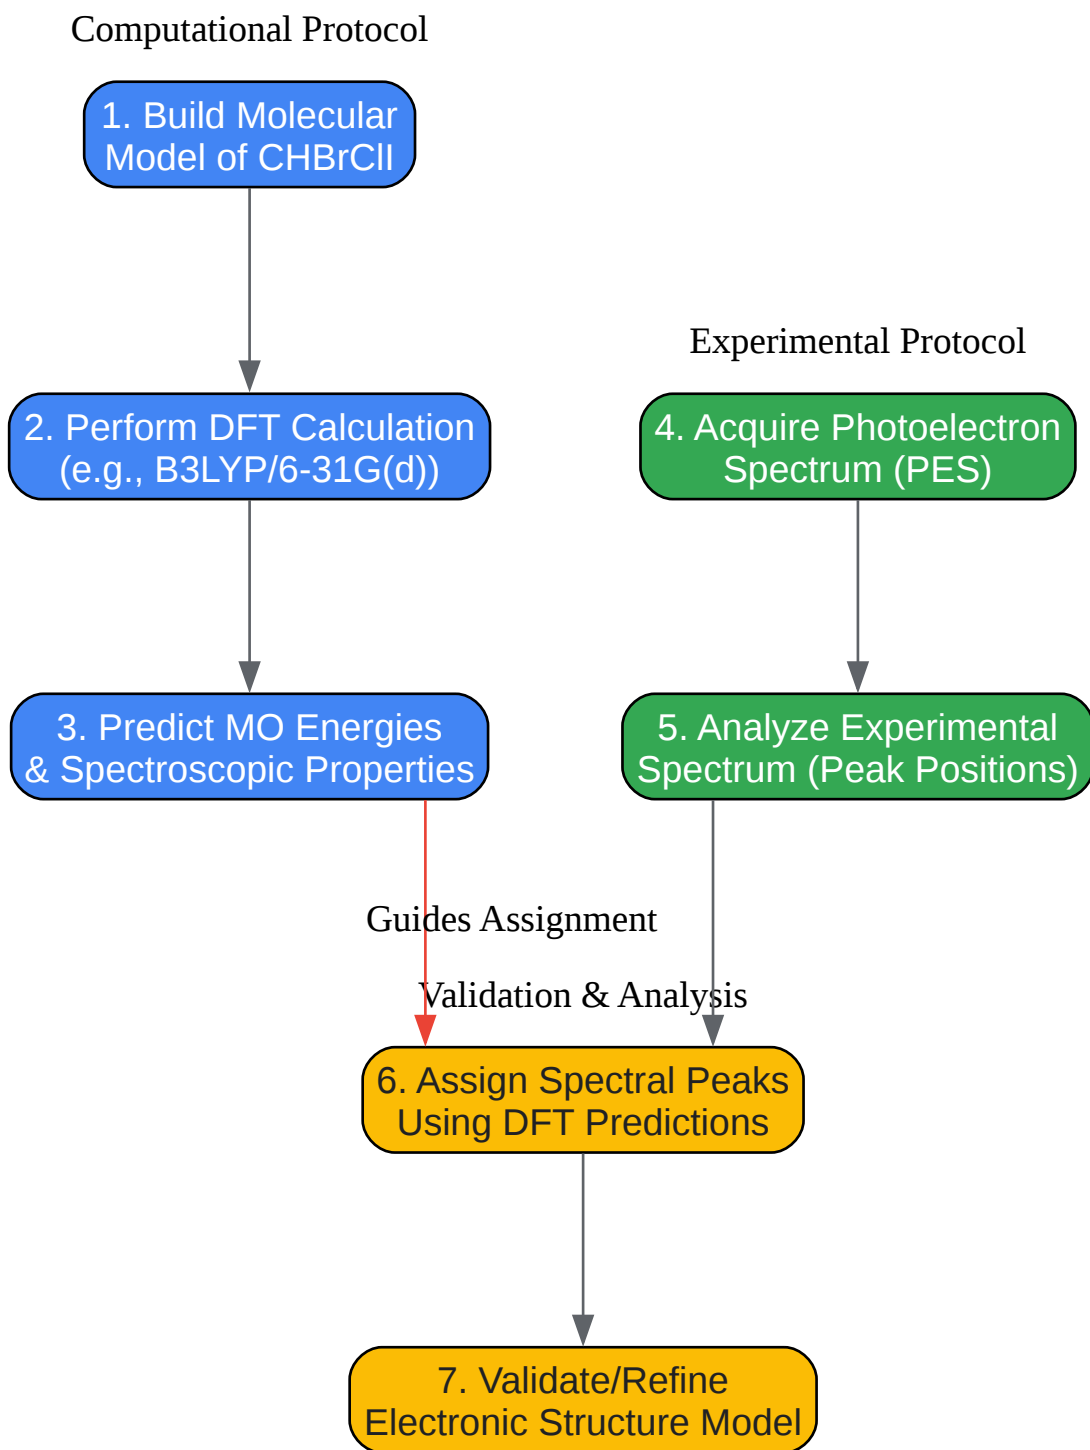 Computational Protocol
1. Build Molecular
Model of CHBrClI
2. Perform DFT Calculation
(e.g., B3LYP/6-31G(d))
3. Predict MO Energies
& Spectroscopic Properties
Experimental Protocol
4. Acquire Photoelectron
Spectrum (PES)
5. Analyze Experimental
Spectrum (Peak Positions)
Guides Assignment
Validation & Analysis
6. Assign Spectral Peaks
Using DFT Predictions
7. Validate/Refine
Electronic Structure Model